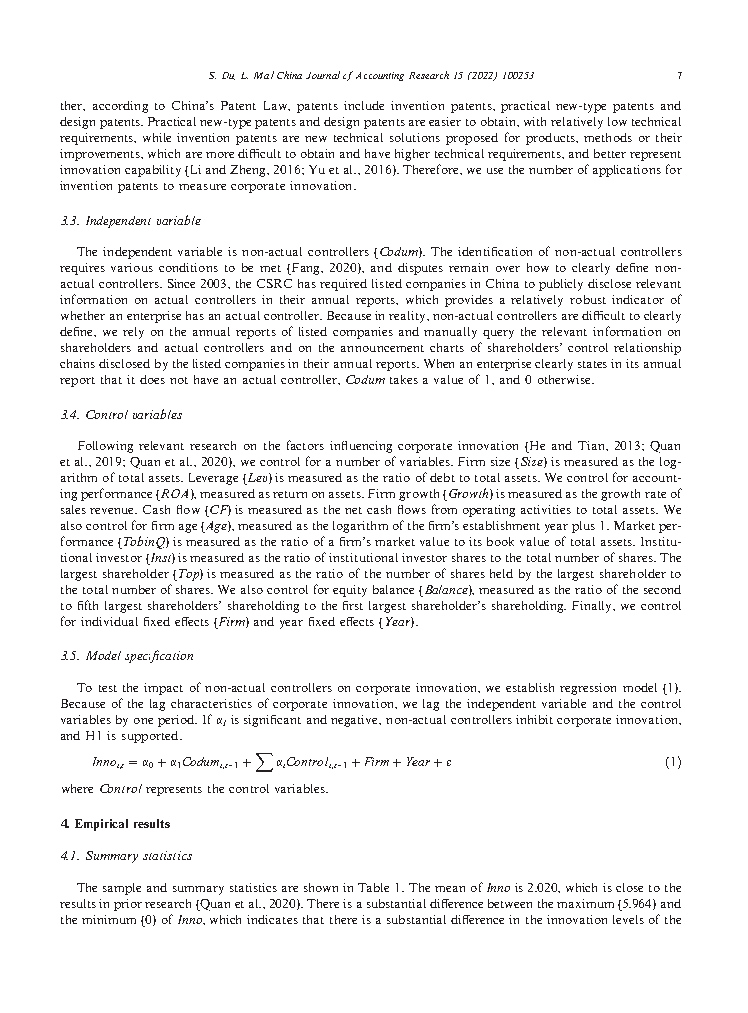 S. Du, L. Ma / China Journal of Accounting Research 15 (2022) 100253
7
ther, according to China's Patent Law, patents include invention patents, practical new-type patents and
design patents. Practical new-type patents and design patents are easier to obtain, with relatively low technical
requirements, while invention patents are new technical solutions proposed for products, methods or their
improvements, which are more difficult to obtain and have higher technical requirements, and better represent
innovation capability (Li and Zheng, 2016; Yu et al., 2016). Therefore, we use the number of applications for
invention patents to measure corporate innovation.
3.3. Independent variable
The independent variable is non-actual controllers (Codum). The identification of non-actual controllers
requires various conditions to be met (Fang, 2020), and disputes remain over how to clearly define non-
actual controllers. Since 2003, the CSRC has required listed companies in China to publicly disclose relevant
information on actual controllers in their annual reports, which provides a relatively robust indicator of
whether an enterprise has an actual controller. Because in reality, non-actual controllers are difficult to clearly
define, we rely on the annual reports of listed companies and manually query the relevant information on
shareholders and actual controllers and on the announcement charts of shareholders' control relationship
chains disclosed by the listed companies in their annual reports. When an enterprise clearly states in its annual
report that it does not have an actual controller, Codum takes a value of 1, and 0 otherwise.
3.4. Control variables
Following relevant research on the factors influencing corporate innovation (He and Tian, 2013; Quan
et al., 2019; Quan et al., 2020), we control for a number of variables. Firm size (Size) is measured as the log-
arithm of total assets. Leverage (Lev) is measured as the ratio of debt to total assets. We control for account-
ing performance (ROA), measured as return on assets. Firm growth (Growth) is measured as the growth rate of
sales revenue. Cash flow (CF) is measured as the net cash flows from operating activities to total assets. We
also control for firm age (Age), measured as the logarithm of the firm's establishment year plus 1. Market per-
formance (TobinQ) is measured as the ratio of a firm's market value to its book value of total assets. Institu-
tional investor (Inst) is measured as the ratio of institutional investor shares to the total number of shares. The
largest shareholder (Top) is measured as the ratio of the number of shares held by the largest shareholder to
the total number of shares. We also control for equity balance (Balance), measured as the ratio of the second
to fifth largest shareholders' shareholding to the first largest shareholder's shareholding. Finally, we control
for individual fixed effects (Firm) and year fixed effects (Year).
3.5. Model specification
To test the impact of non-actual controllers on corporate innovation, we establish regression model (1).
Because of the lag characteristics of corporate innovation, we lag the independent variable and the control
variables by one period. If α₁ is significant and negative, non-actual controllers inhibit corporate innovation,
and H1 is supported.
Inno_{i,t} = α₀ + α₁Codum_{i,t-1} + ∑ α_iControl_{i,t-1} + Firm + Year + ε (1)
where Control represents the control variables.
4. Empirical results
4.1. Summary statistics
The sample and summary statistics are shown in Table 1. The mean of Inno is 2.020, which is close to the
results in prior research (Quan et al., 2020). There is a substantial difference between the maximum (5.964) and
the minimum (0) of Inno, which indicates that there is a substantial difference in the innovation levels of the